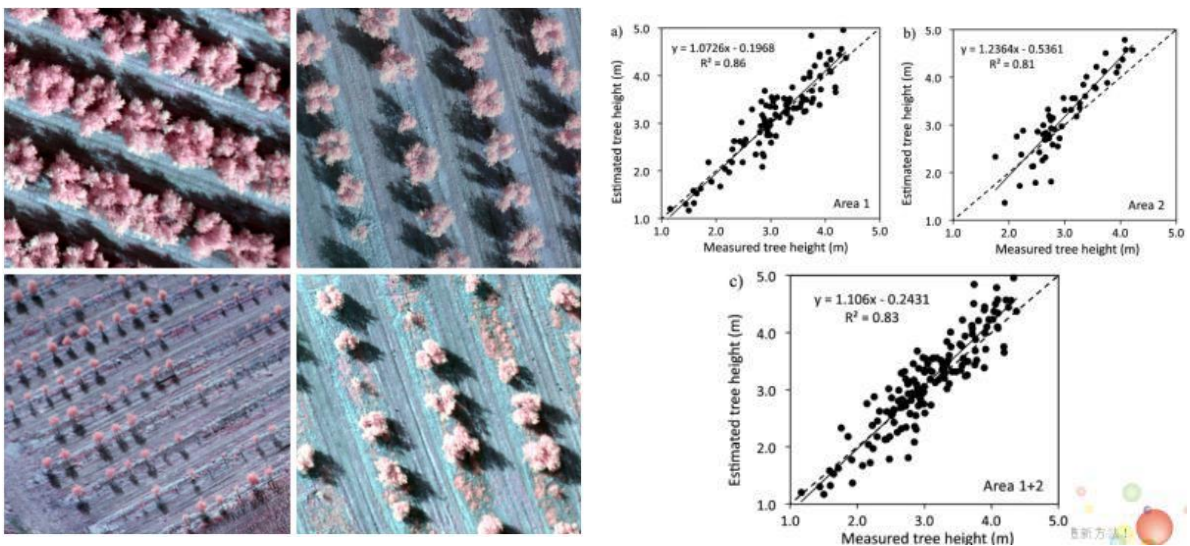 a)
5.0
y = 1.0726x - 0.1968
R² = 0.86
4.0
3.0
2.0
1.0
Estimated tree height (m)
Area 1
1.0 2.0 3.0 4.0 5.0
Measured tree height (m)
b)
5.0
y = 1.2364x - 0.5361
R² = 0.81
4.0
3.0
2.0
1.0
Estimated tree height (m)
Area 2
1.0 2.0 3.0 4.0 5.0
Measured tree height (m)
c)
5.0
y = 1.106x - 0.2431
R² = 0.83
4.0
3.0
2.0
1.0
Estimated tree height (m)
Area 1+2
1.0 2.0 3.0 4.0 5.0
Measured tree height (m)
新方法!